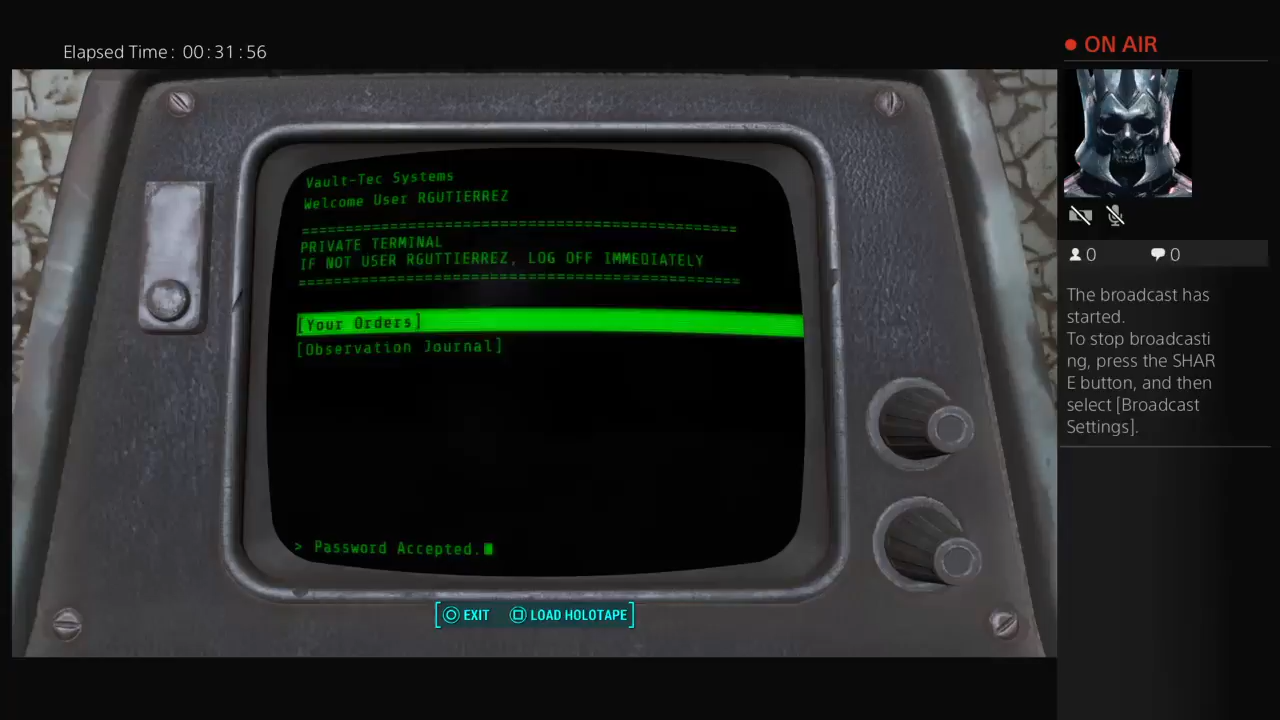 Elapsed Time: 00:31:56
ON AIR
Vault-Tec Systems
Welcome User RGUTIERREZ
=================================================
PRIVATE TERMINAL
IF NOT USER RGUTTIERREZ, LOG OFF IMMEDIATELY
=================================================
[Your Orders]
[Observation Journal]
> Password Accepted.
EXIT LOAD HOLOTAPE
0 0
The broadcast has
started.
To stop broadcasti
ng, press the SHAR
E button, and then
select [Broadcast
Settings].